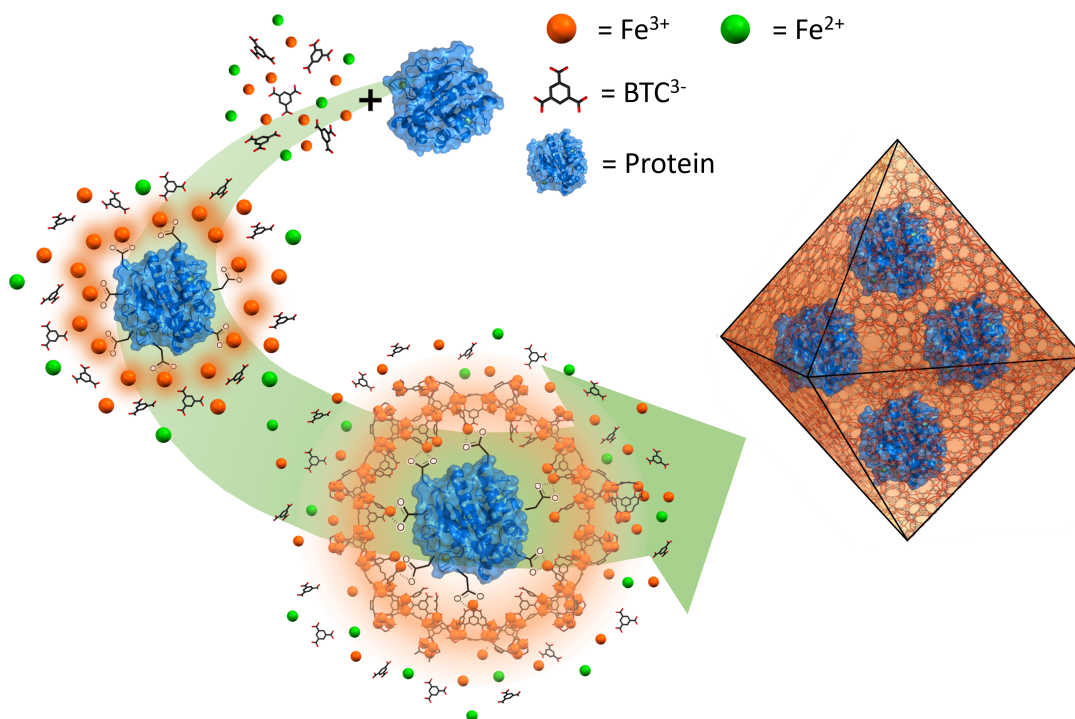 = Fe³⁺ = Fe²⁺
+
= BTC³⁻
= Protein